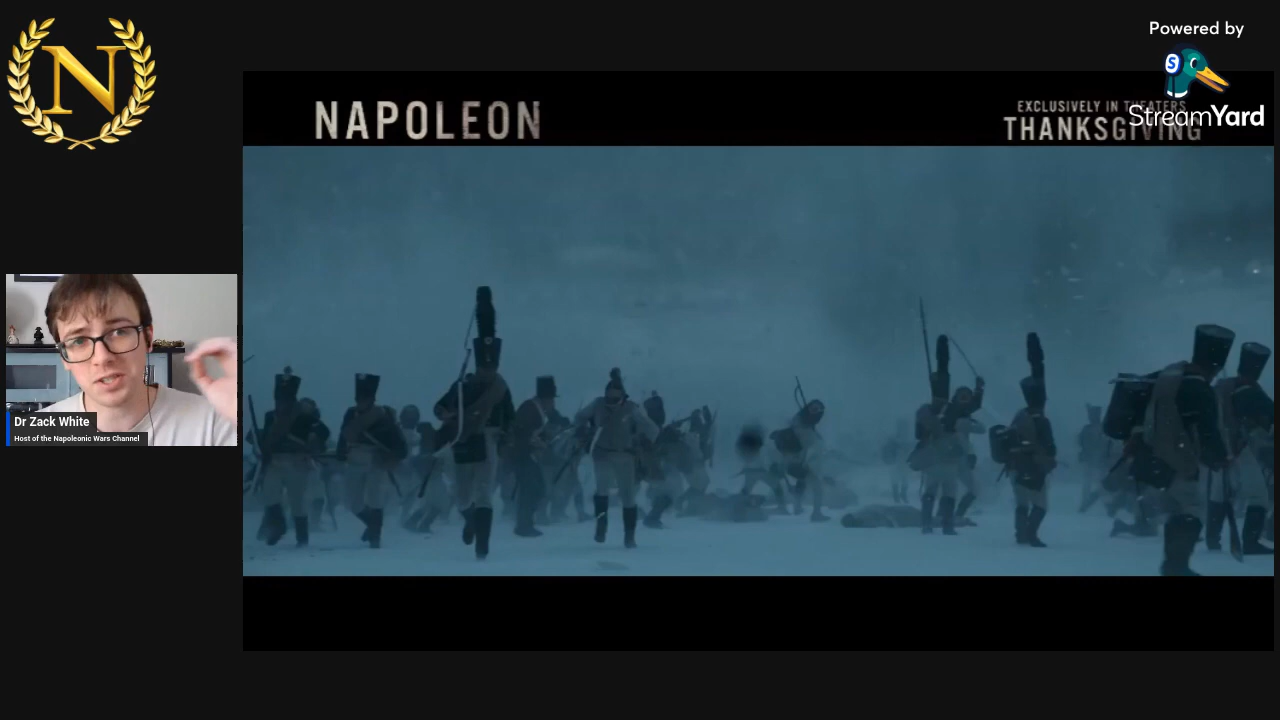 N
Powered by
S
StreamYard
NAPOLEON
EXCLUSIVELY IN THEATERS
THANKSGIVING
Dr Zack White
Host of the Napoleonic Wars Channel